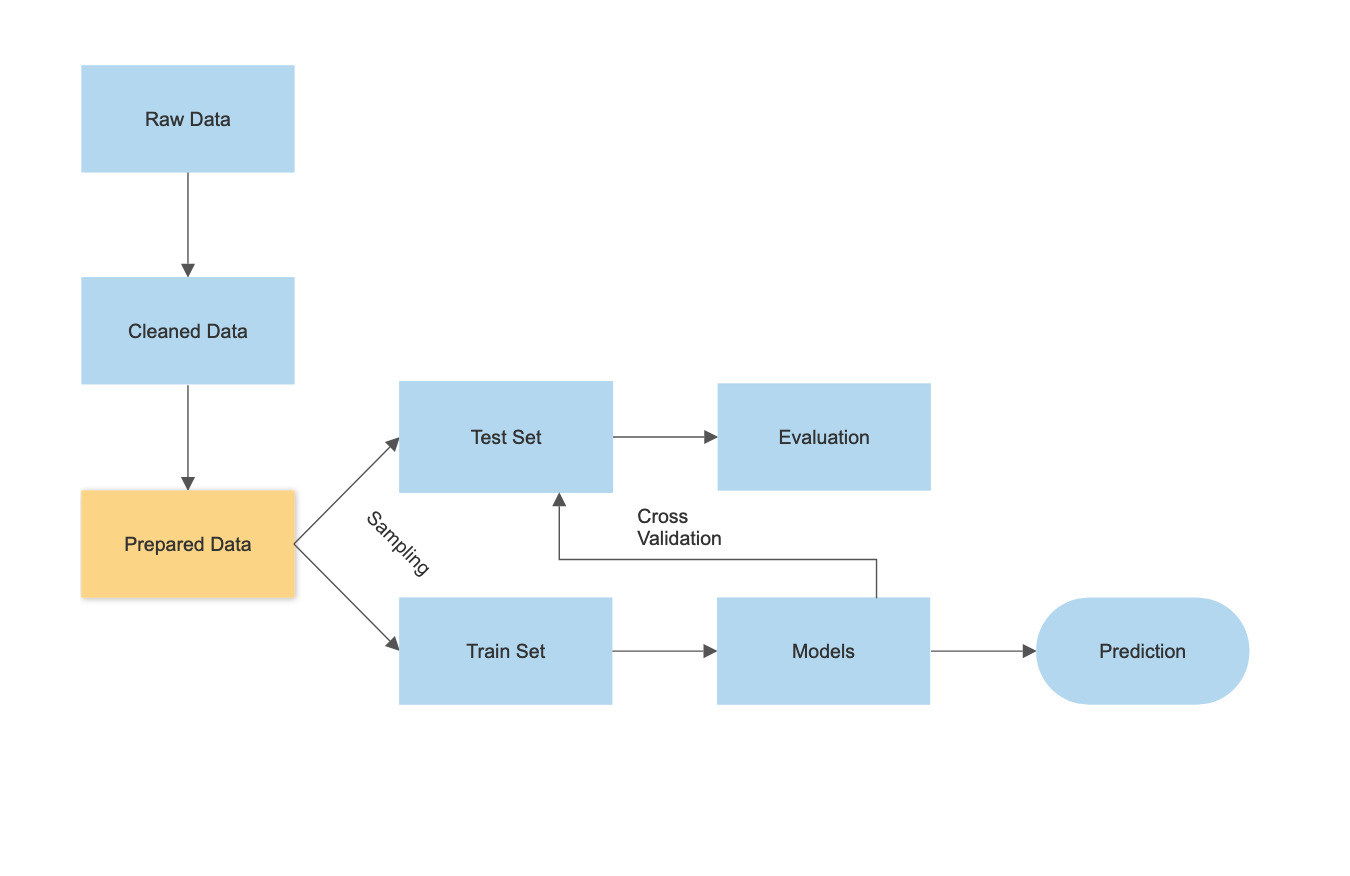 Raw Data
Cleaned Data
Prepared Data
Sampling
Test Set
Evaluation
Cross
Validation
Train Set
Models
Prediction